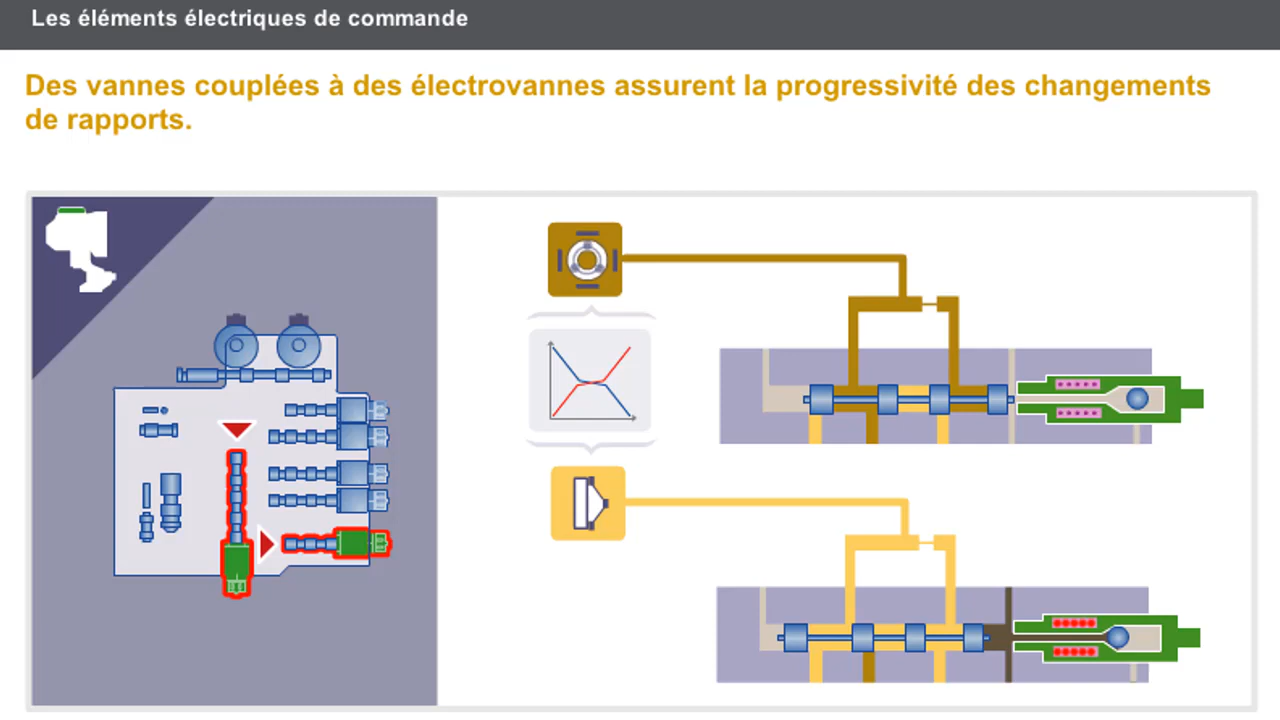 Les éléments électriques de commande
Des vannes couplées à des électrovannes assurent la progressivité des changements
de rapports.